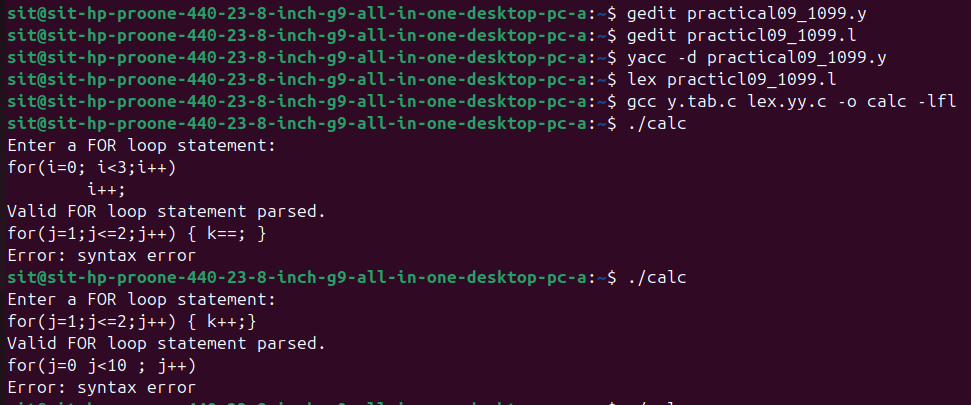 sit@sit-hp-proone-440-23-8-inch-g9-all-in-one-desktop-pc-a:~$ gedit practical09_1099.y
sit@sit-hp-proone-440-23-8-inch-g9-all-in-one-desktop-pc-a:~$ gedit practicl09_1099.l
sit@sit-hp-proone-440-23-8-inch-g9-all-in-one-desktop-pc-a:~$ yacc -d practical09_1099.y
sit@sit-hp-proone-440-23-8-inch-g9-all-in-one-desktop-pc-a:~$ lex practicl09_1099.l
sit@sit-hp-proone-440-23-8-inch-g9-all-in-one-desktop-pc-a:~$ gcc y.tab.c lex.yy.c -o calc -lfl
sit@sit-hp-proone-440-23-8-inch-g9-all-in-one-desktop-pc-a:~$ ./calc
Enter a FOR loop statement:
for(i=0; i<3;i++)
        i++;
Valid FOR loop statement parsed.
for(j=1;j<=2;j++) { k==; }
Error: syntax error
sit@sit-hp-proone-440-23-8-inch-g9-all-in-one-desktop-pc-a:~$ ./calc
Enter a FOR loop statement:
for(j=1;j<=2;j++) { k++;}
Valid FOR loop statement parsed.
for(j=0 j<10 ; j++)
Error: syntax error